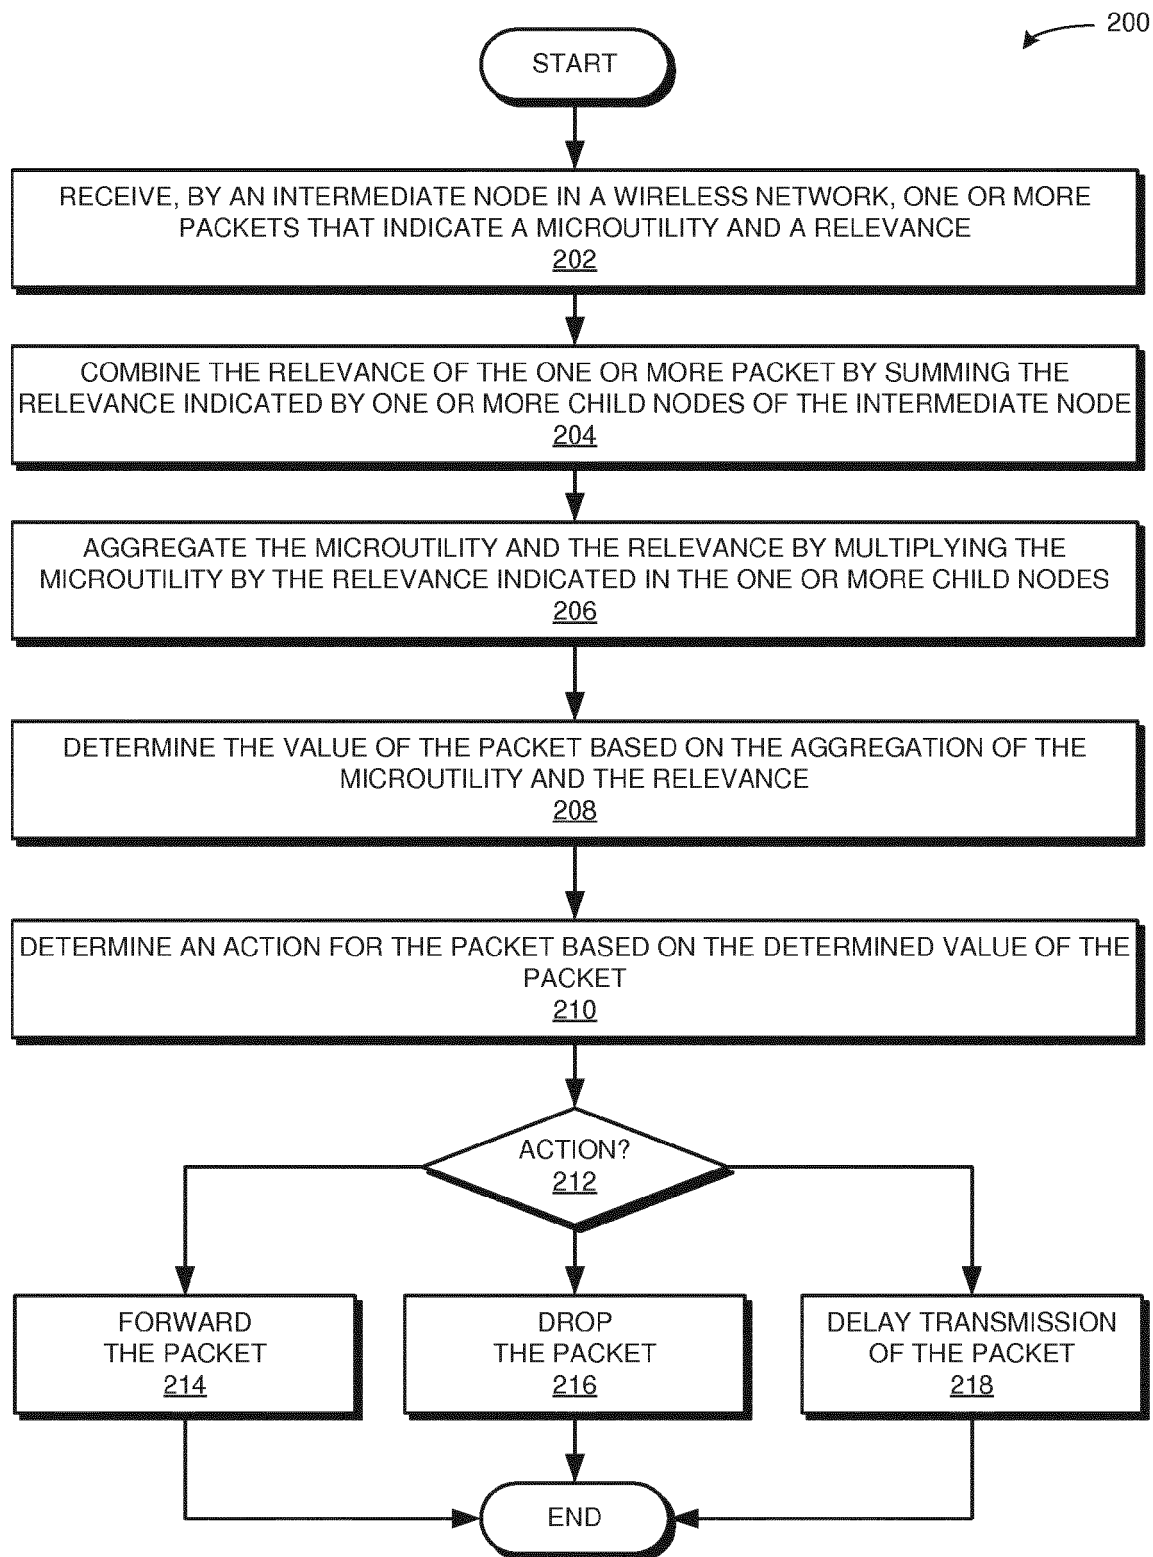 200
START
RECEIVE, BY AN INTERMEDIATE NODE IN A WIRELESS NETWORK, ONE OR MORE
PACKETS THAT INDICATE A MICROUTILITY AND A RELEVANCE
202
COMBINE THE RELEVANCE OF THE ONE OR MORE PACKET BY SUMMING THE
RELEVANCE INDICATED BY ONE OR MORE CHILD NODES OF THE INTERMEDIATE NODE
204
AGGREGATE THE MICROUTILITY AND THE RELEVANCE BY MULTIPLYING THE
MICROUTILITY BY THE RELEVANCE INDICATED IN THE ONE OR MORE CHILD NODES
206
DETERMINE THE VALUE OF THE PACKET BASED ON THE AGGREGATION OF THE
MICROUTILITY AND THE RELEVANCE
208
DETERMINE AN ACTION FOR THE PACKET BASED ON THE DETERMINED VALUE OF THE
PACKET
210
ACTION?
212
FORWARD
THE PACKET
214
DROP
THE PACKET
216
DELAY TRANSMISSION
OF THE PACKET
218
END